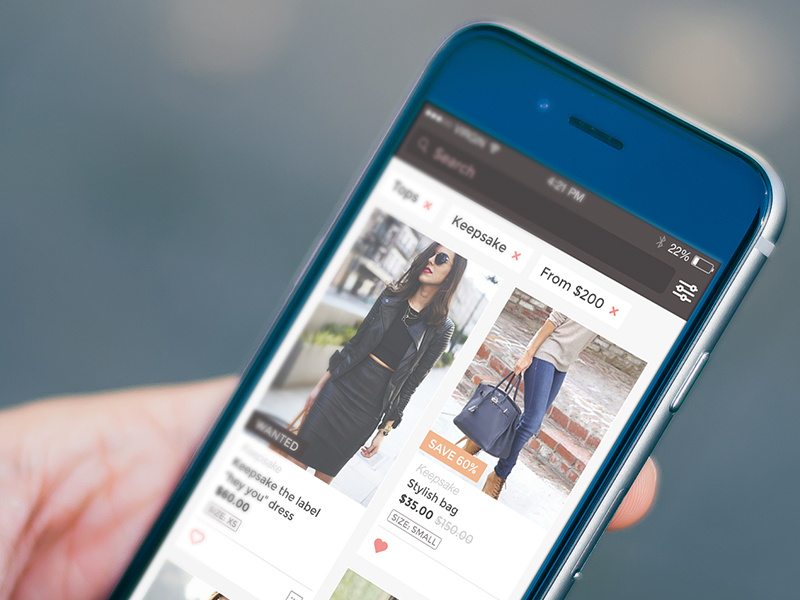 VIRGIN
4:21 PM
22%
Search
Tops ×
Keepsake ×
From $200 ×
WANTED
Keepsake
Keepsake the label
"hey you" dress
$60.00
SIZE: XS
SAVE 60%
Keepsake
Stylish bag
$35.00 $150.00
SIZE: SMALL